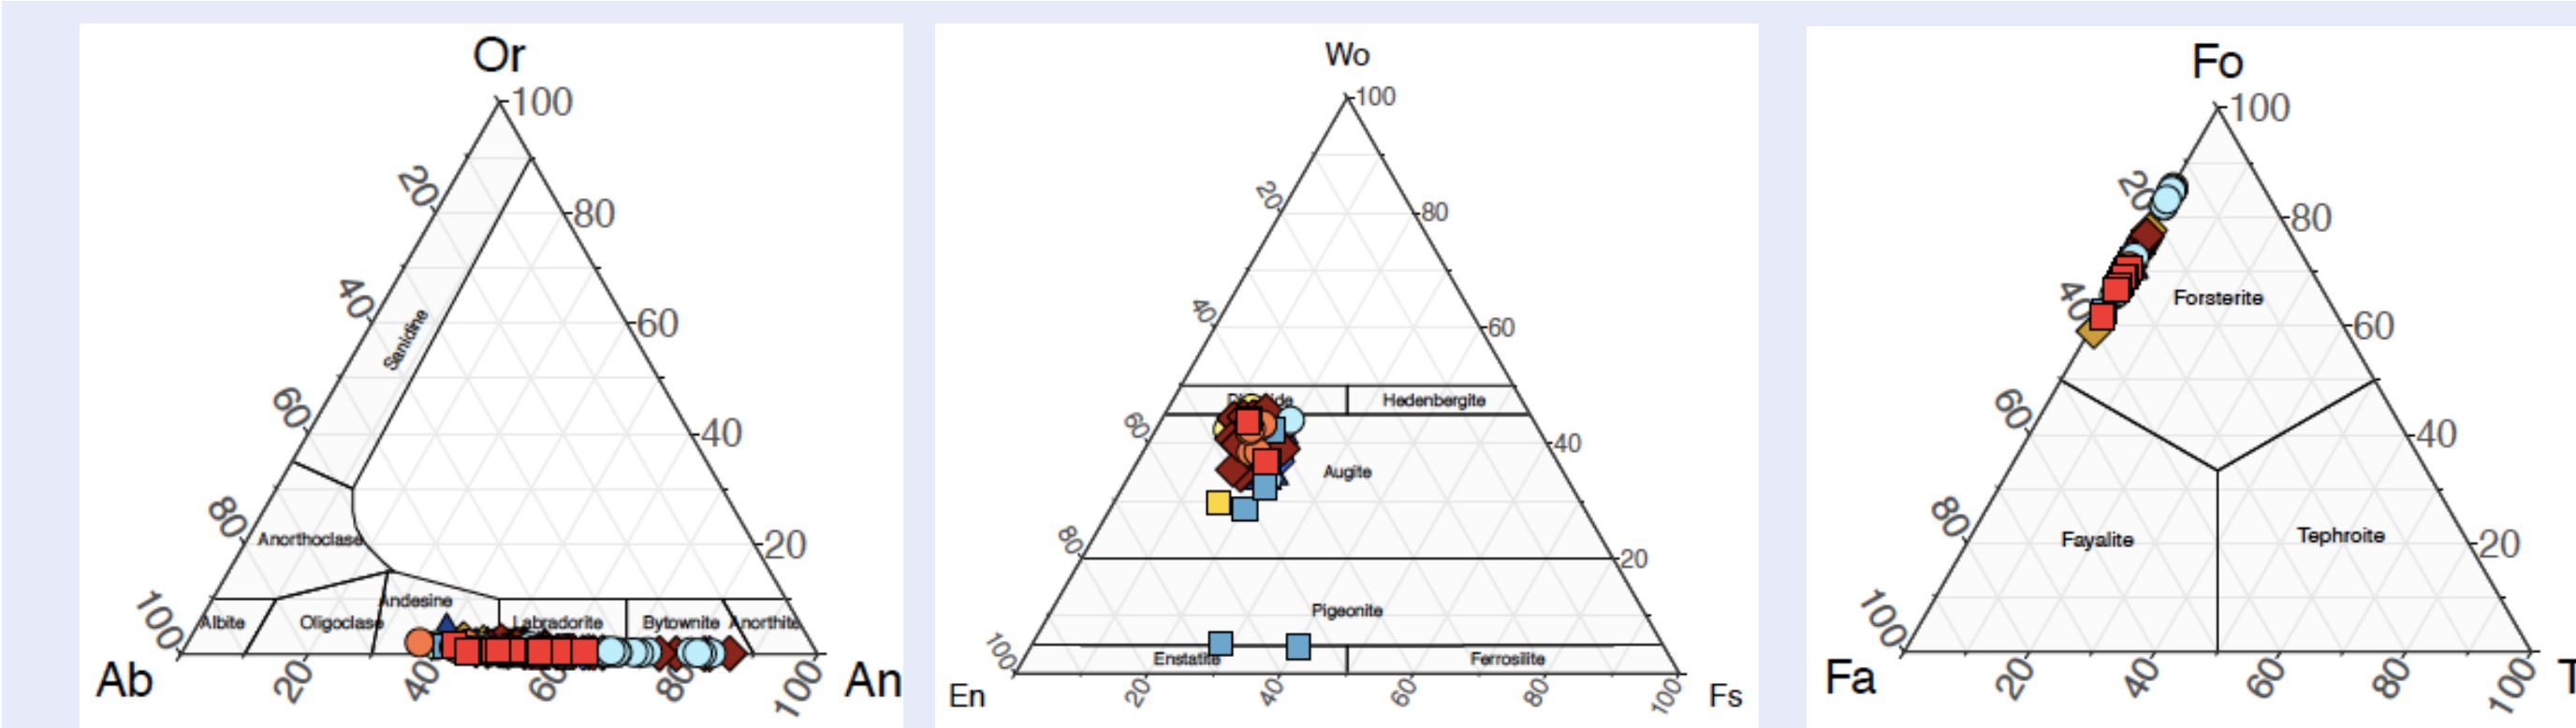 Or
100
20
80
40
60
Sanidine
60
40
80
Anorthoclase
20
100
Andesine
Albite
Oligoclase
Labradorite
Bytownite
Anorthite
Ab
20
40
60
80
100
An
Wo
100
20
80
40
60
Hedenbergite
60
40
Augite
80
20
Pigeonite
100
Enstatite
Ferrosilite
En
20
40
60
80
100
Fs
Fo
100
20
80
Forsterite
40
60
60
40
80
Fayalite
Tephroite
20
100
Fa
20
40
60
80
100